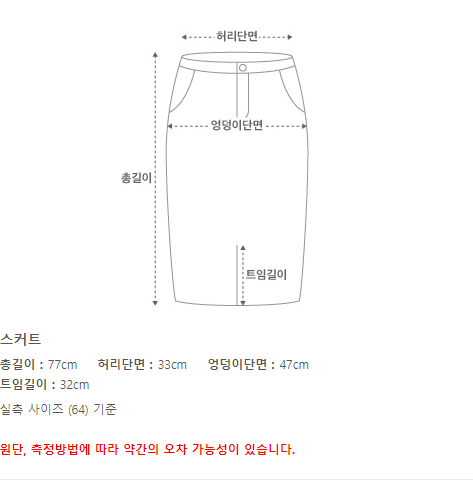 허리단면
엉덩이단면
총길이
트임길이
스커트
총길이 : 77cm 허리단면 : 33cm 엉덩이단면 : 47cm
트임길이 : 32cm
실측 사이즈 (64) 기준
원단, 측정방법에 따라 약간의 오차 가능성이 있습니다.